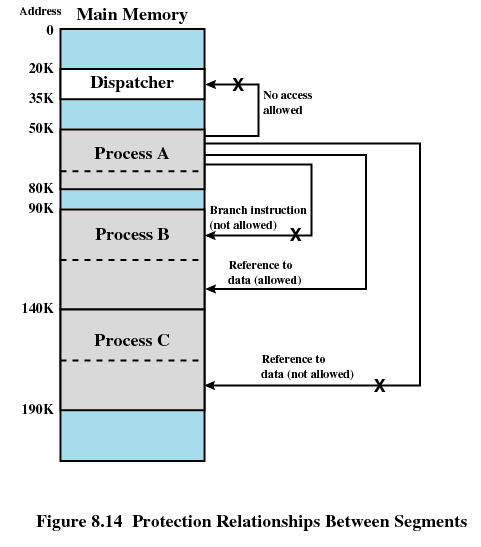 Address
Main Memory
0
20K
Dispatcher
35K
X
No access
allowed
50K
Process A
80K
90K
Branch instruction
(not allowed)
X
Process B
Reference to
data (allowed)
140K
Process C
Reference to
data (not allowed)
X
190K
Figure 8.14 Protection Relationships Between Segments